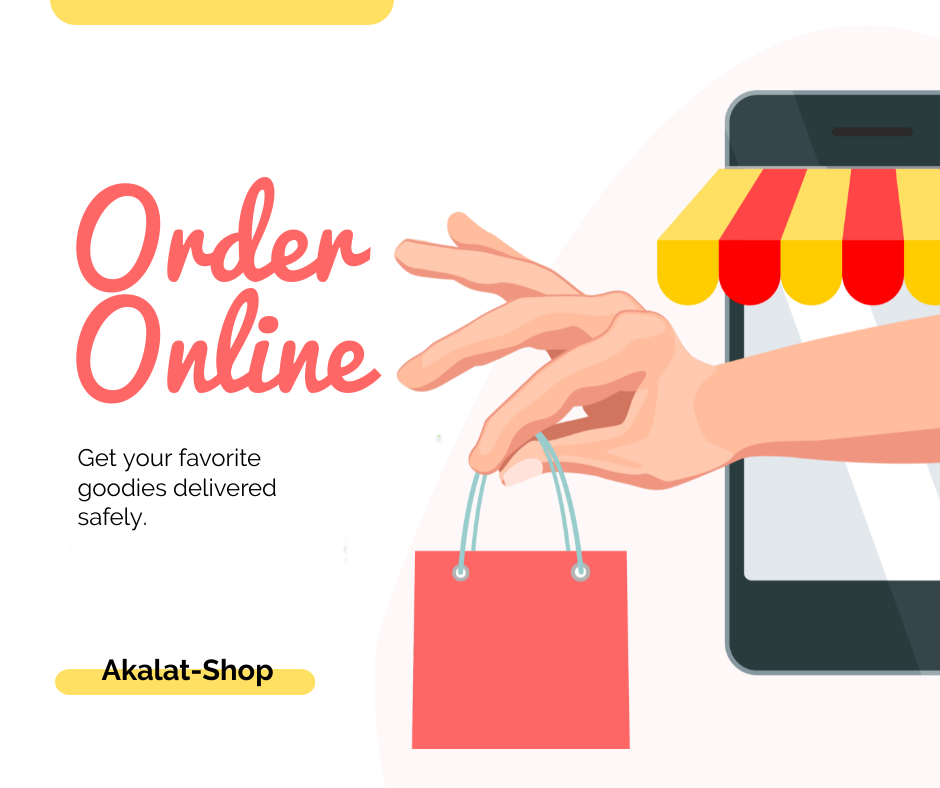 Order
Online
Get your favorite
goodies delivered
safely.
Akalat-Shop